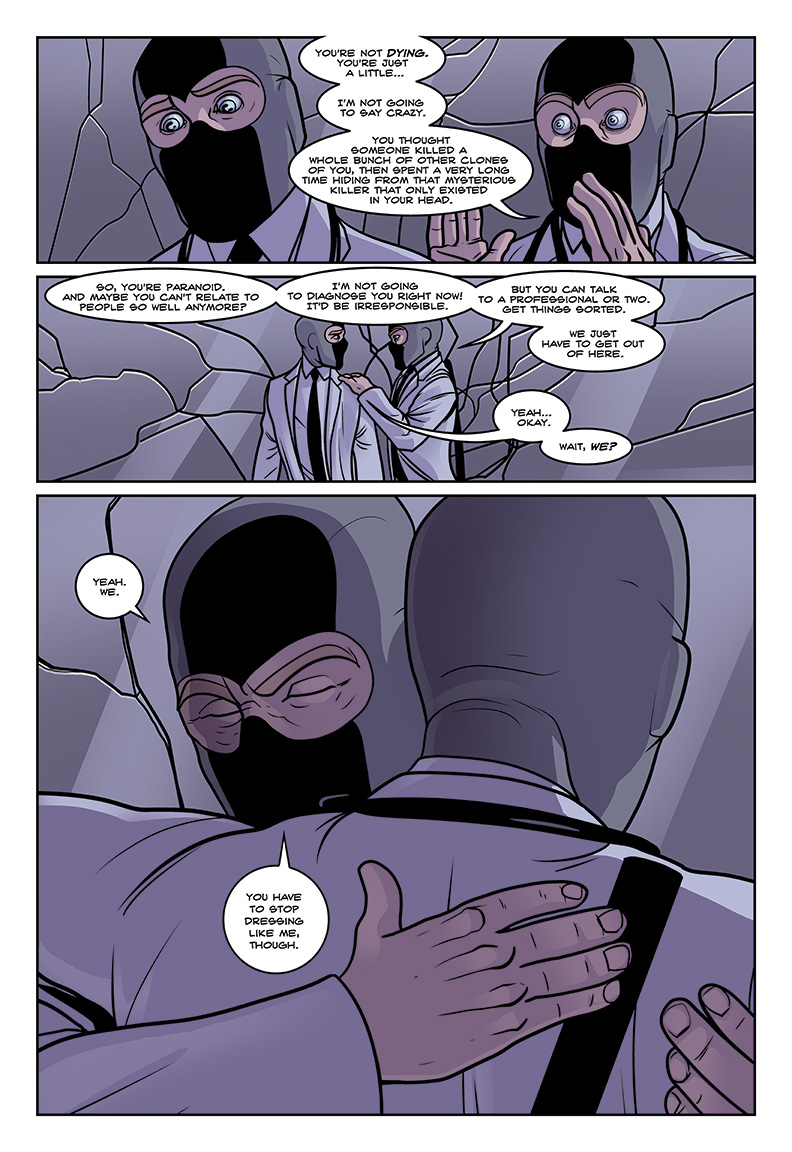 YOU'RE NOT DYING.
YOU'RE JUST
A LITTLE...
I'M NOT GOING
TO SAY CRAZY.
YOU THOUGHT
SOMEONE KILLED A
WHOLE BUNCH OF OTHER CLONES
OF YOU, THEN SPENT A VERY LONG
TIME HIDING FROM THAT MYSTERIOUS
KILLER THAT ONLY EXISTED
IN YOUR HEAD.
SO, YOU'RE PARANOID.
AND MAYBE YOU CAN'T RELATE TO
PEOPLE SO WELL ANYMORE?
I'M NOT GOING
TO DIAGNOSE YOU RIGHT NOW!
IT'D BE IRRESPONSIBLE.
BUT YOU CAN TALK
TO A PROFESSIONAL OR TWO.
GET THINGS SORTED.
WE JUST
HAVE TO GET OUT
OF HERE.
YEAH...
OKAY.
WAIT, WE?
YEAH.
WE.
YOU HAVE
TO STOP
DRESSING
LIKE ME,
THOUGH.